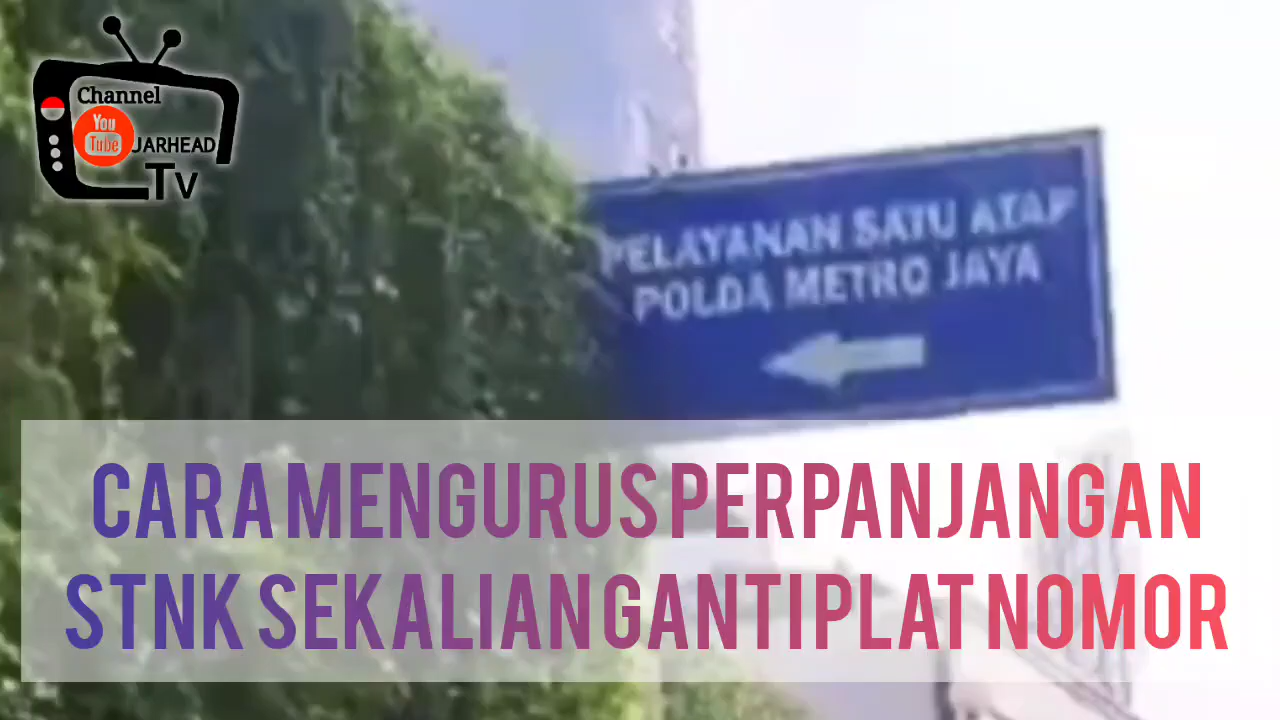 Channel
You
Tube
JARHEAD
TV
PELAYANAN SATU ATAP
POLDA METRO JAYA
CARA MENGURUS PERPANJANGAN
STNK SEKALIAN GANTI PLAT NOMOR